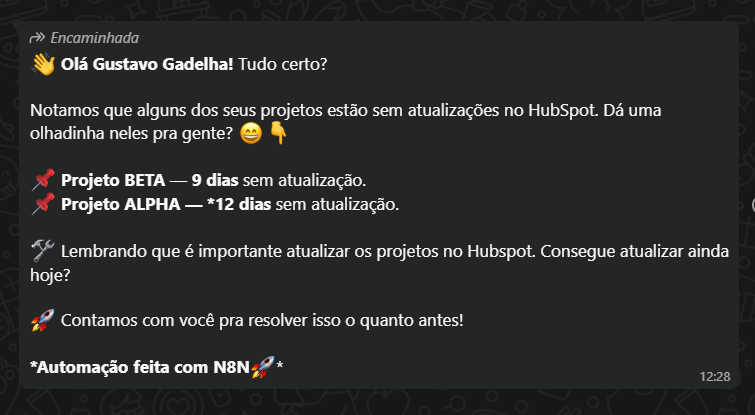 Encaminhada
👋 Olá Gustavo Gadelha! Tudo certo?
Notamos que alguns dos seus projetos estão sem atualizações no HubSpot. Dá uma
olhadinha neles pra gente? 😄 👇
📌 Projeto BETA — 9 dias sem atualização.
📌 Projeto ALPHA — *12 dias sem atualização.
🛠️ Lembrando que é importante atualizar os projetos no Hubspot. Consegue atualizar ainda
hoje?
🚀 Contamos com você pra resolver isso o quanto antes!
*Automação feita com N8N🚀*
12:28